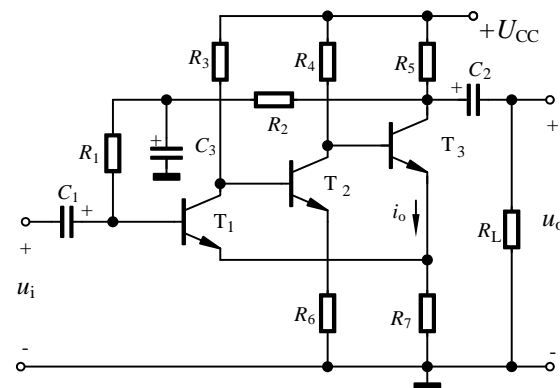 +U_CC
R_3
R_4
R_5
C_2
+
+
R_2
R_1
+
C_3
T_3
T_2
C_1
+
T_1
i_o
+
R_L
u_o
u_i
R_6
R_7
-
-